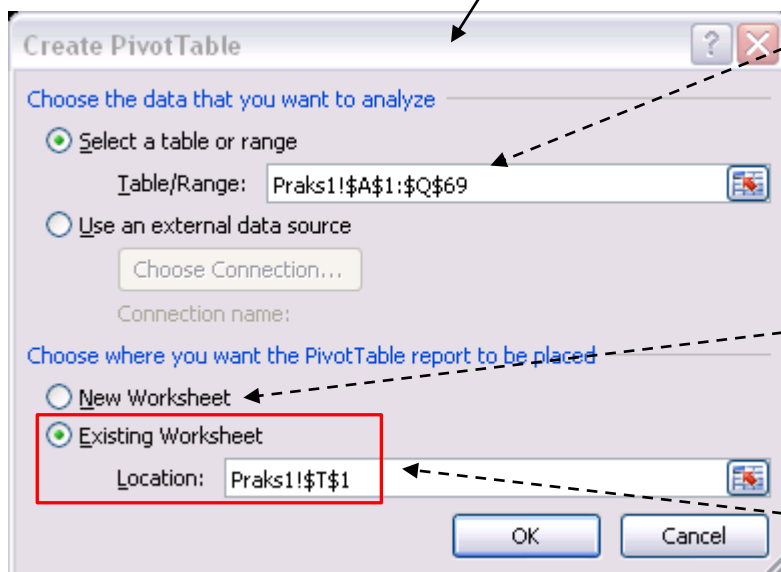 Create PivotTable
Choose the data that you want to analyze
Select a table or range
Table/Range: Praks1!$A$1:$Q$69
Use an external data source
Choose Connection...
Connection name:
Choose where you want the PivotTable report to be placed
New Worksheet
Existing Worksheet
Location: Praks1!$T$1
OK Cancel